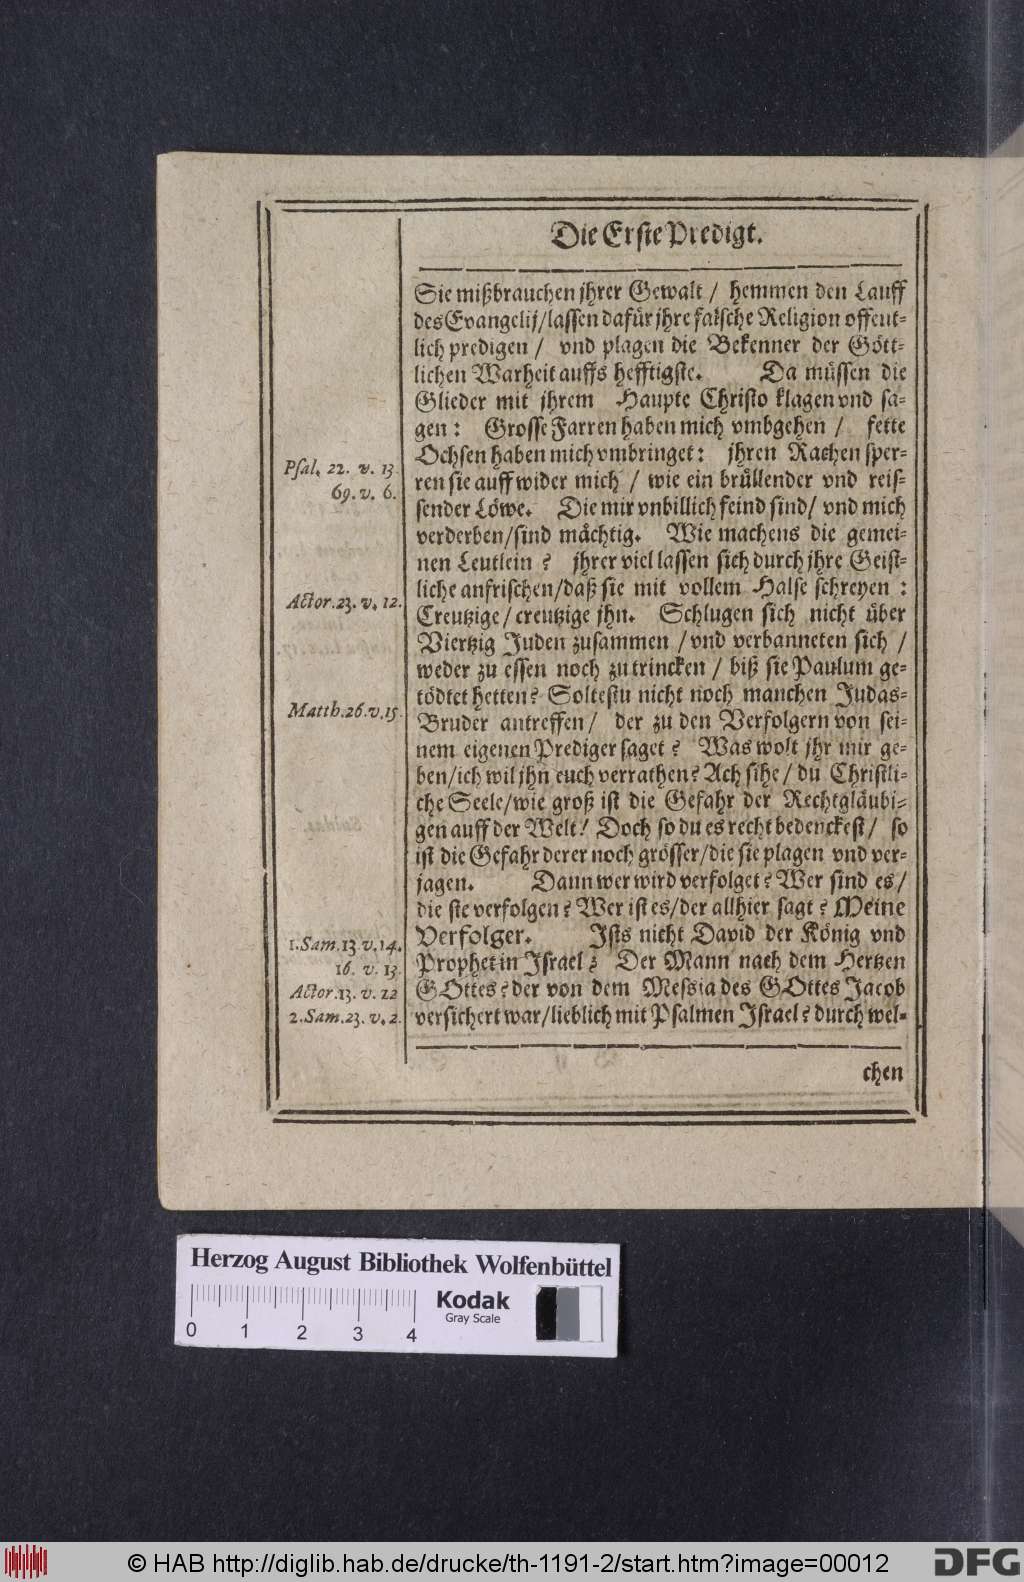 Die Erste Predigt.
Sie mißbrauchen jhrer Gewalt / hemmen den Lauff
des Evangelij/lassen dafür jhre falsche Religion offent-
lich predigen / vnd plagen die Bekenner der Gött-
lichen Warheit auffs hefftigste. Da müssen die
Glieder mit jhrem Haupte Christo klagen vnd sa-
gen: Grosse Farren haben mich vmbgehen / fette
Ochsen haben mich vmbringet: jhren Rachen sper-
ren sie auff wider mich / wie ein brüllender vnd reis-
sender Löwe. Die mir vnbillich feind sind/ vnd mich
verderben/sind mächtig. Wie machens die gemei-
nen Leutlein? jhrer viel lassen sich durch jhre Geist-
liche anfrischen/daß sie mit vollem Halse schreyen:
Creutzige / creutzige jhn. Schlugen sich nicht über
Viertzig Juden zusammen / vnd verbanneten sich /
weder zu essen noch zu trincken / biß sie Paulum ge-
tödtet hetten? Soltestu nicht noch manchen Judas-
Bruder antreffen/ der zu den Verfolgern von sei-
nem eigenen Prediger saget? Was wolt jhr mir ge-
ben/ich wil jhn euch verrathen? Ach sihe / du Christli-
che Seele/wie groß ist die Gefahr der Rechtgläubi-
gen auff der Welt! Doch so du es recht bedenckest / so
ist die Gefahr derer noch grösser/die sie plagen vnd ver-
jagen. Dann wer wird verfolget? Wer sind es /
die sie verfolgen? Wer ist es/der allhier sagt? Meine
Verfolger. Ists nicht David der König vnd
Prophet in Israel? Der Mann nach dem Hertzen
GOttes? der von dem Messia des GOttes Jacob
versichert war/lieblich mit Psalmen Israel? durch wel-
chen
Psal. 22. v. 13.
69. v. 6.
Actor. 23. v. 12.
Matth. 26. v. 15
1. Sam. 13 v. 14.
16. v. 13
Actor. 13. v. 22
2. Sam. 23. v. 2.
Herzog August Bibliothek Wolfenbüttel
0 1 2 3 4
Kodak
Gray Scale
© HAB http://diglib.hab.de/drucke/th-1191-2/start.htm?image=00012
DFG